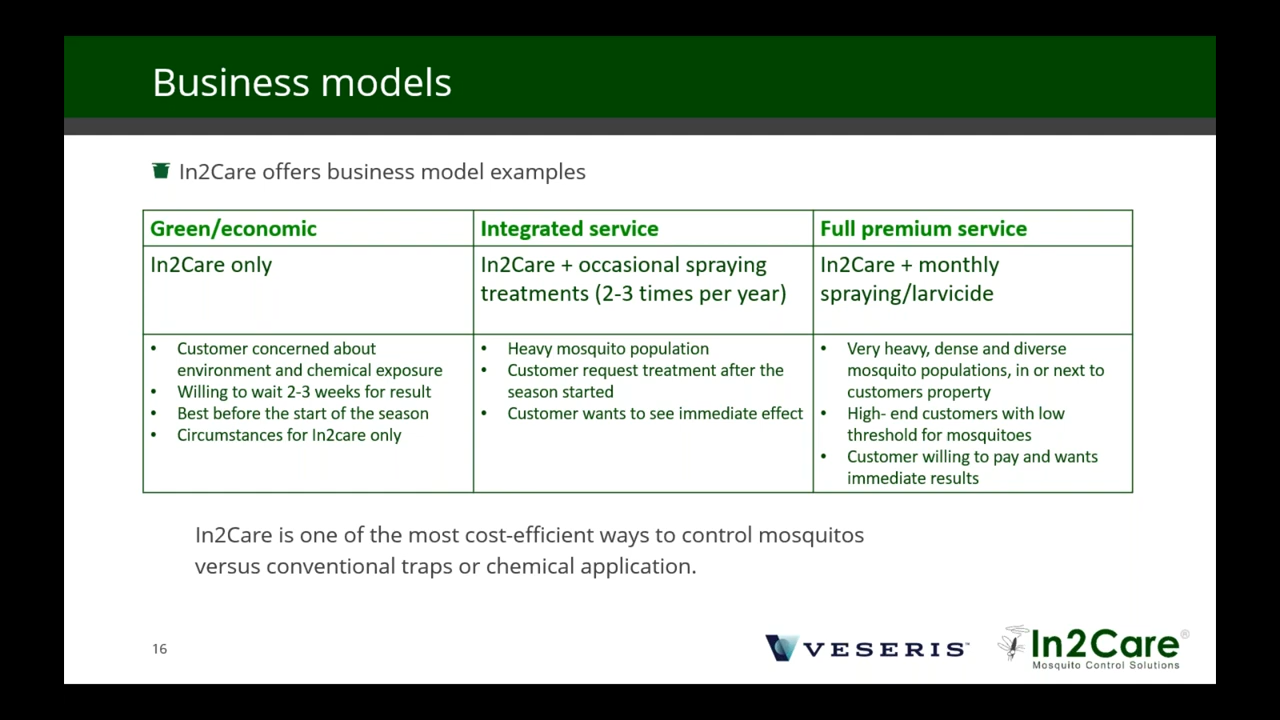 Business models
In2Care offers business model examples
Green/economic
Integrated service
Full premium service
In2Care only
In2Care + occasional spraying
treatments (2-3 times per year)
In2Care + monthly
spraying/larvicide
• Customer concerned about
environment and chemical exposure
• Willing to wait 2-3 weeks for result
• Best before the start of the season
• Circumstances for In2care only
• Heavy mosquito population
• Customer request treatment after the
season started
• Customer wants to see immediate effect
• Very heavy, dense and diverse
mosquito populations, in or next to
customers property
• High- end customers with low
threshold for mosquitoes
• Customer willing to pay and wants
immediate results
In2Care is one of the most cost-efficient ways to control mosquitos
versus conventional traps or chemical application.
16
VESERIS™
In2Care®
Mosquito Control Solutions